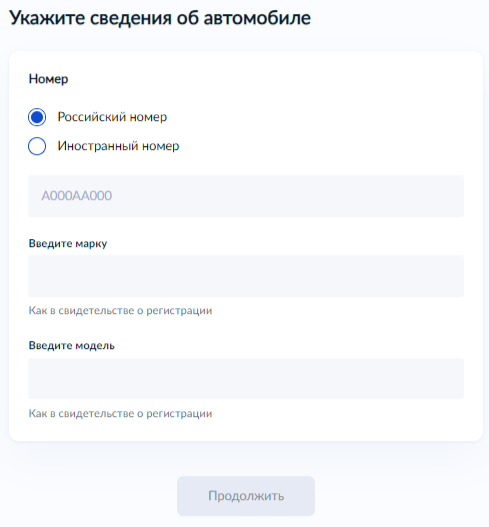 Укажите сведения об автомобиле
Номер
Российский номер
Иностранный номер
А000АА000
Введите марку
Как в свидетельстве о регистрации
Введите модель
Как в свидетельстве о регистрации
Продолжить